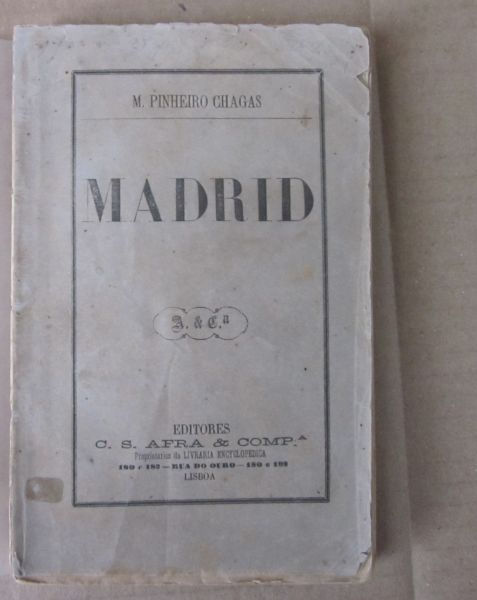 M. PINHEIRO CHAGAS
MADRID
A. & C.ª
EDITORES
C. S. AFRA & COMP.ᴬ
Proprietarios da LIVRARIA ENCYCLOPEDICA
180 e 182 — RUA DO OURO — 180 e 182
LISBOA